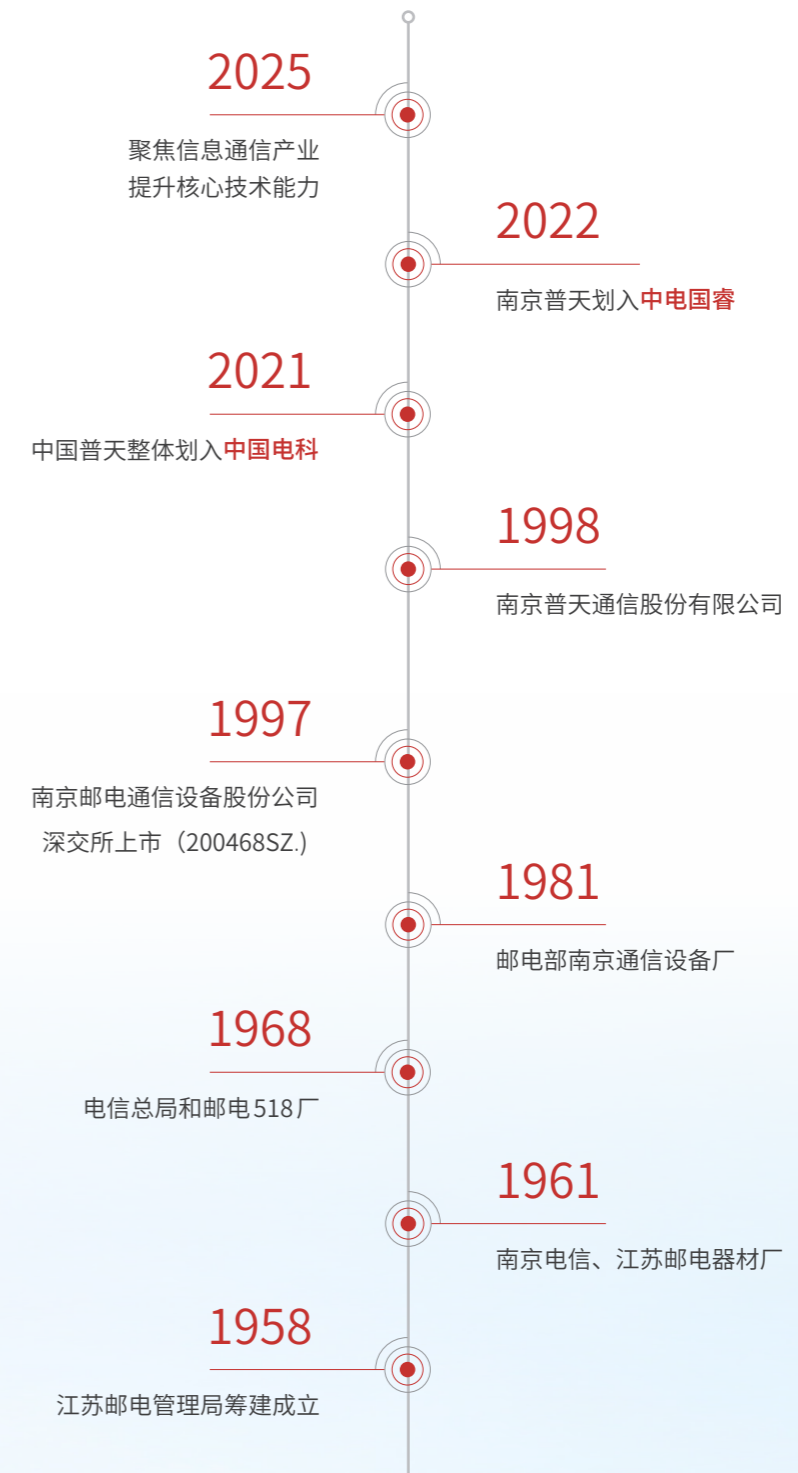 2025
聚焦信息通信产业
提升核心技术能力
2022
南京普天划入中电国睿
2021
中国普天整体划入中国电科
1998
南京普天通信股份有限公司
1997
南京邮电通信设备股份公司
深交所上市（200468SZ.)
1981
邮电部南京通信设备厂
1968
电信总局和邮电518厂
1961
南京电信、江苏邮电器材厂
1958
江苏邮电管理局筹建成立